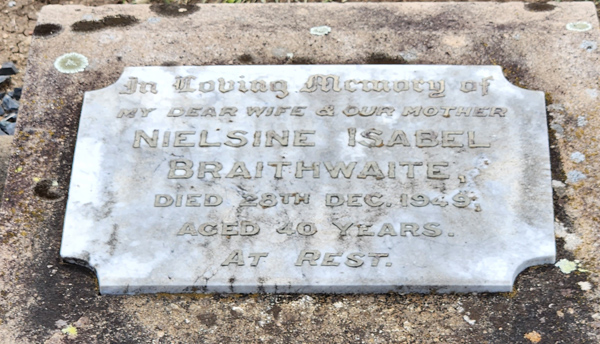 In Loving Memory of
MY DEAR WIFE & OUR MOTHER
NIELSINE ISABEL
BRAITHWAITE,
DIED 28TH DEC. 1949,
AGED 40 YEARS.
AT REST.